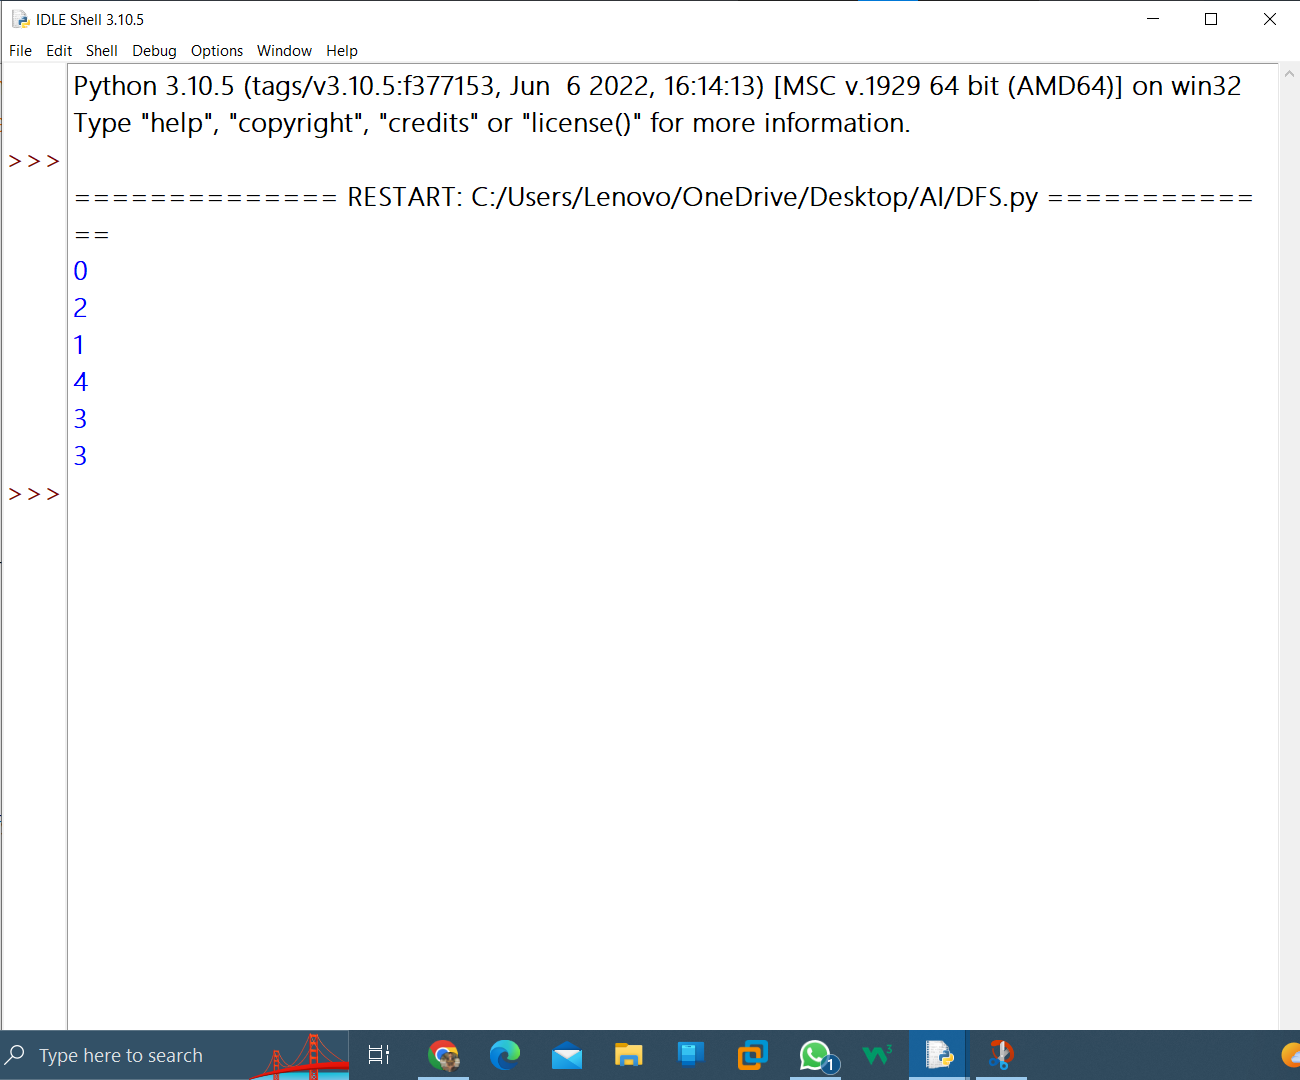 IDLE Shell 3.10.5
File Edit Shell Debug Options Window Help
Python 3.10.5 (tags/v3.10.5:f377153, Jun  6 2022, 16:14:13) [MSC v.1929 64 bit (AMD64)] on win32
Type "help", "copyright", "credits" or "license()" for more information.
>>>
============== RESTART: C:/Users/Lenovo/OneDrive/Desktop/AI/DFS.py ===========
==
0
2
1
4
3
3
>>>
Type here to search
1
W3